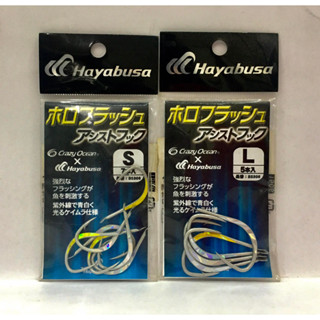 Hayabusa
ホロフラッシュ
アシストフック
Crazy Ocean
×
Hayabusa
S
強烈な
フラッシングが
魚を刺激する
紫外線で青白く
光るケイムラ仕様
Hayabusa
ホロフラッシュ
アシストフック
Crazy Ocean
×
Hayabusa
L
5本入
強烈な
フラッシングが
魚を刺激する
紫外線で青白く
光るケイムラ仕様